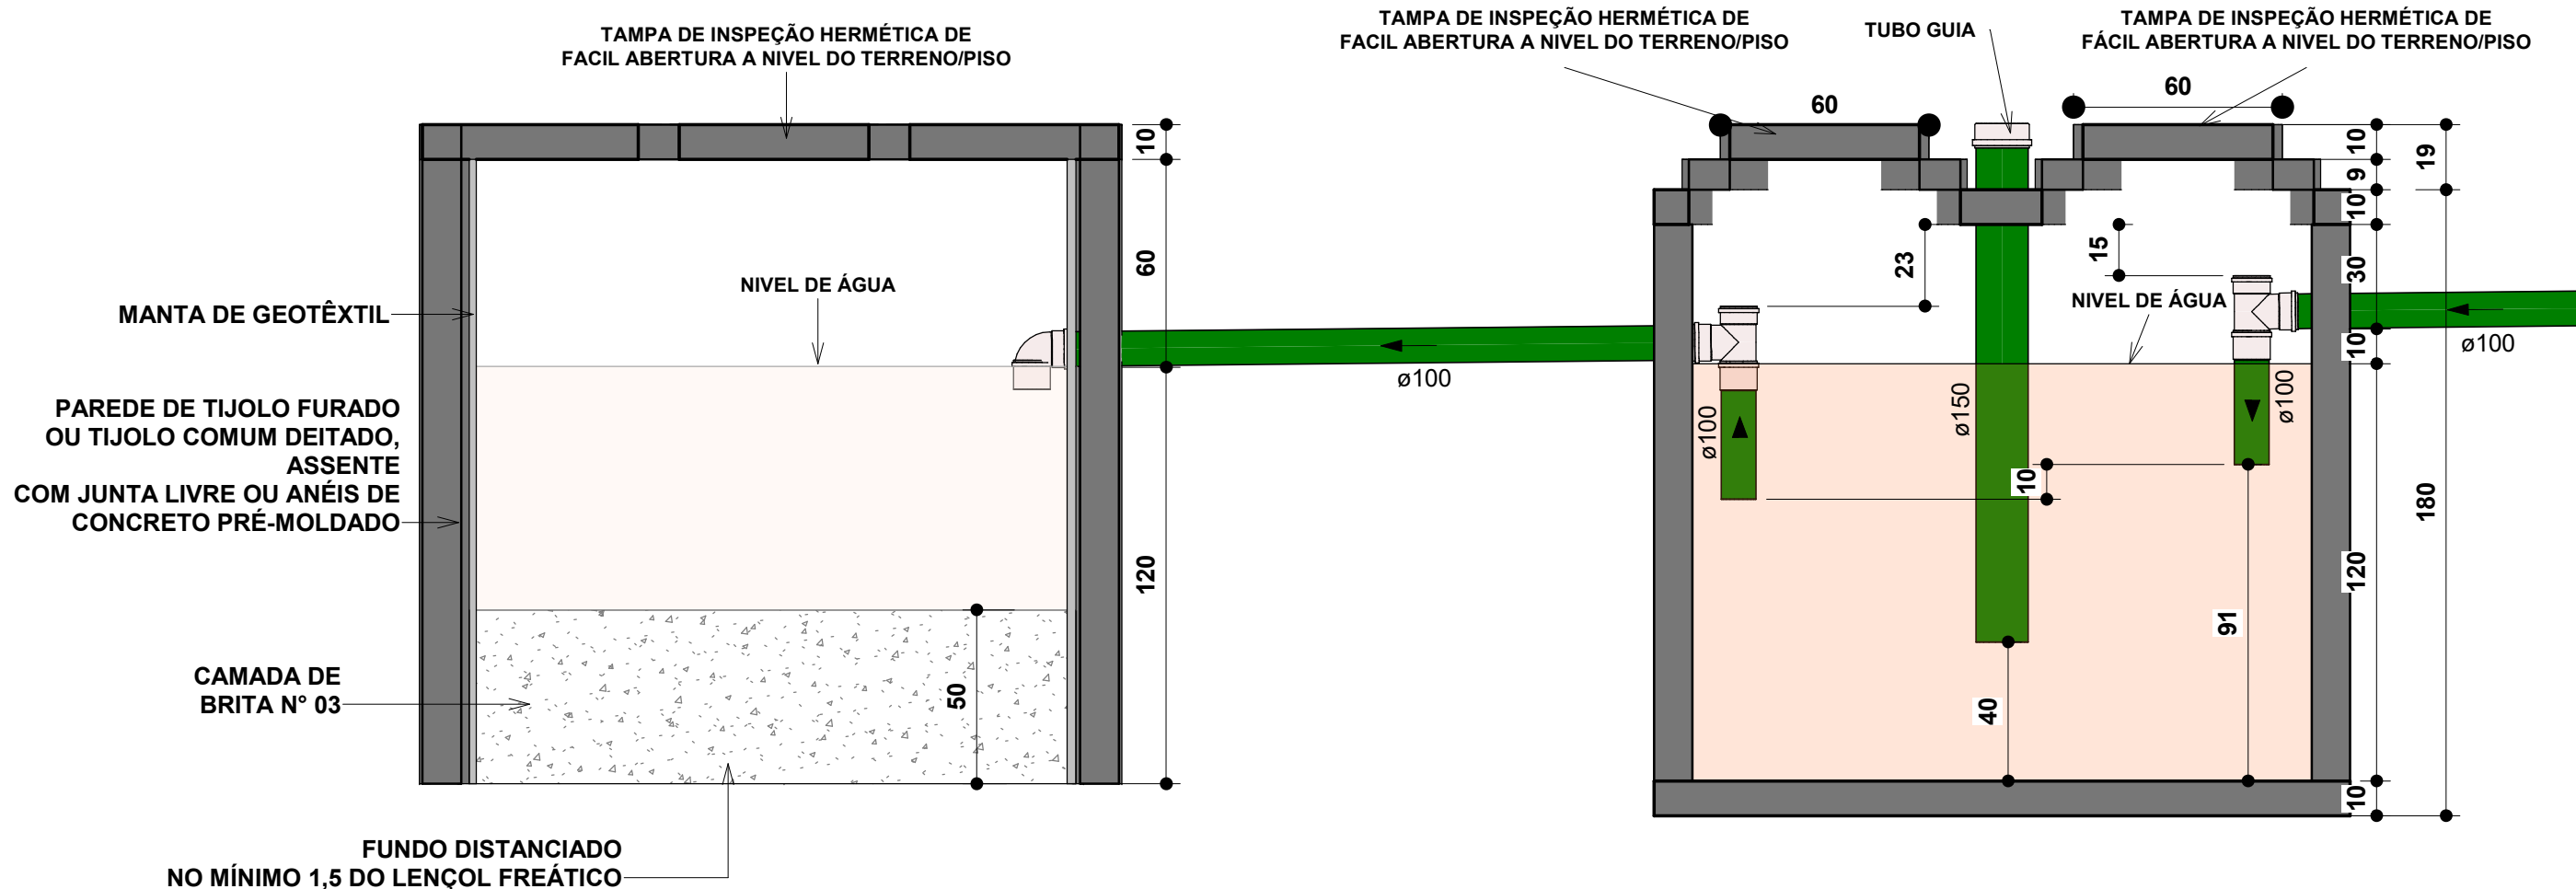 TAMPA DE INSPEÇÃO HERMÉTICA DE
FACIL ABERTURA A NIVEL DO TERRENO/PISO
TAMPA DE INSPEÇÃO HERMÉTICA DE
FACIL ABERTURA A NIVEL DO TERRENO/PISO
TUBO GUIA
TAMPA DE INSPEÇÃO HERMÉTICA DE
FÁCIL ABERTURA A NIVEL DO TERRENO/PISO
60
60
10
10
19
9
10
60
23
15
30
NIVEL DE ÁGUA
NIVEL DE ÁGUA
MANTA DE GEOTÊXTIL
10
ø100
ø100
PAREDE DE TIJOLO FURADO
OU TIJOLO COMUM DEITADO,
ASSENTE
COM JUNTA LIVRE OU ANÉIS DE
CONCRETO PRÉ-MOLDADO
ø100
ø150
ø100
10
180
120
120
91
50
40
CAMADA DE
BRITA N° 03
10
FUNDO DISTANCIADO
NO MÍNIMO 1,5 DO LENÇOL FREÁTICO